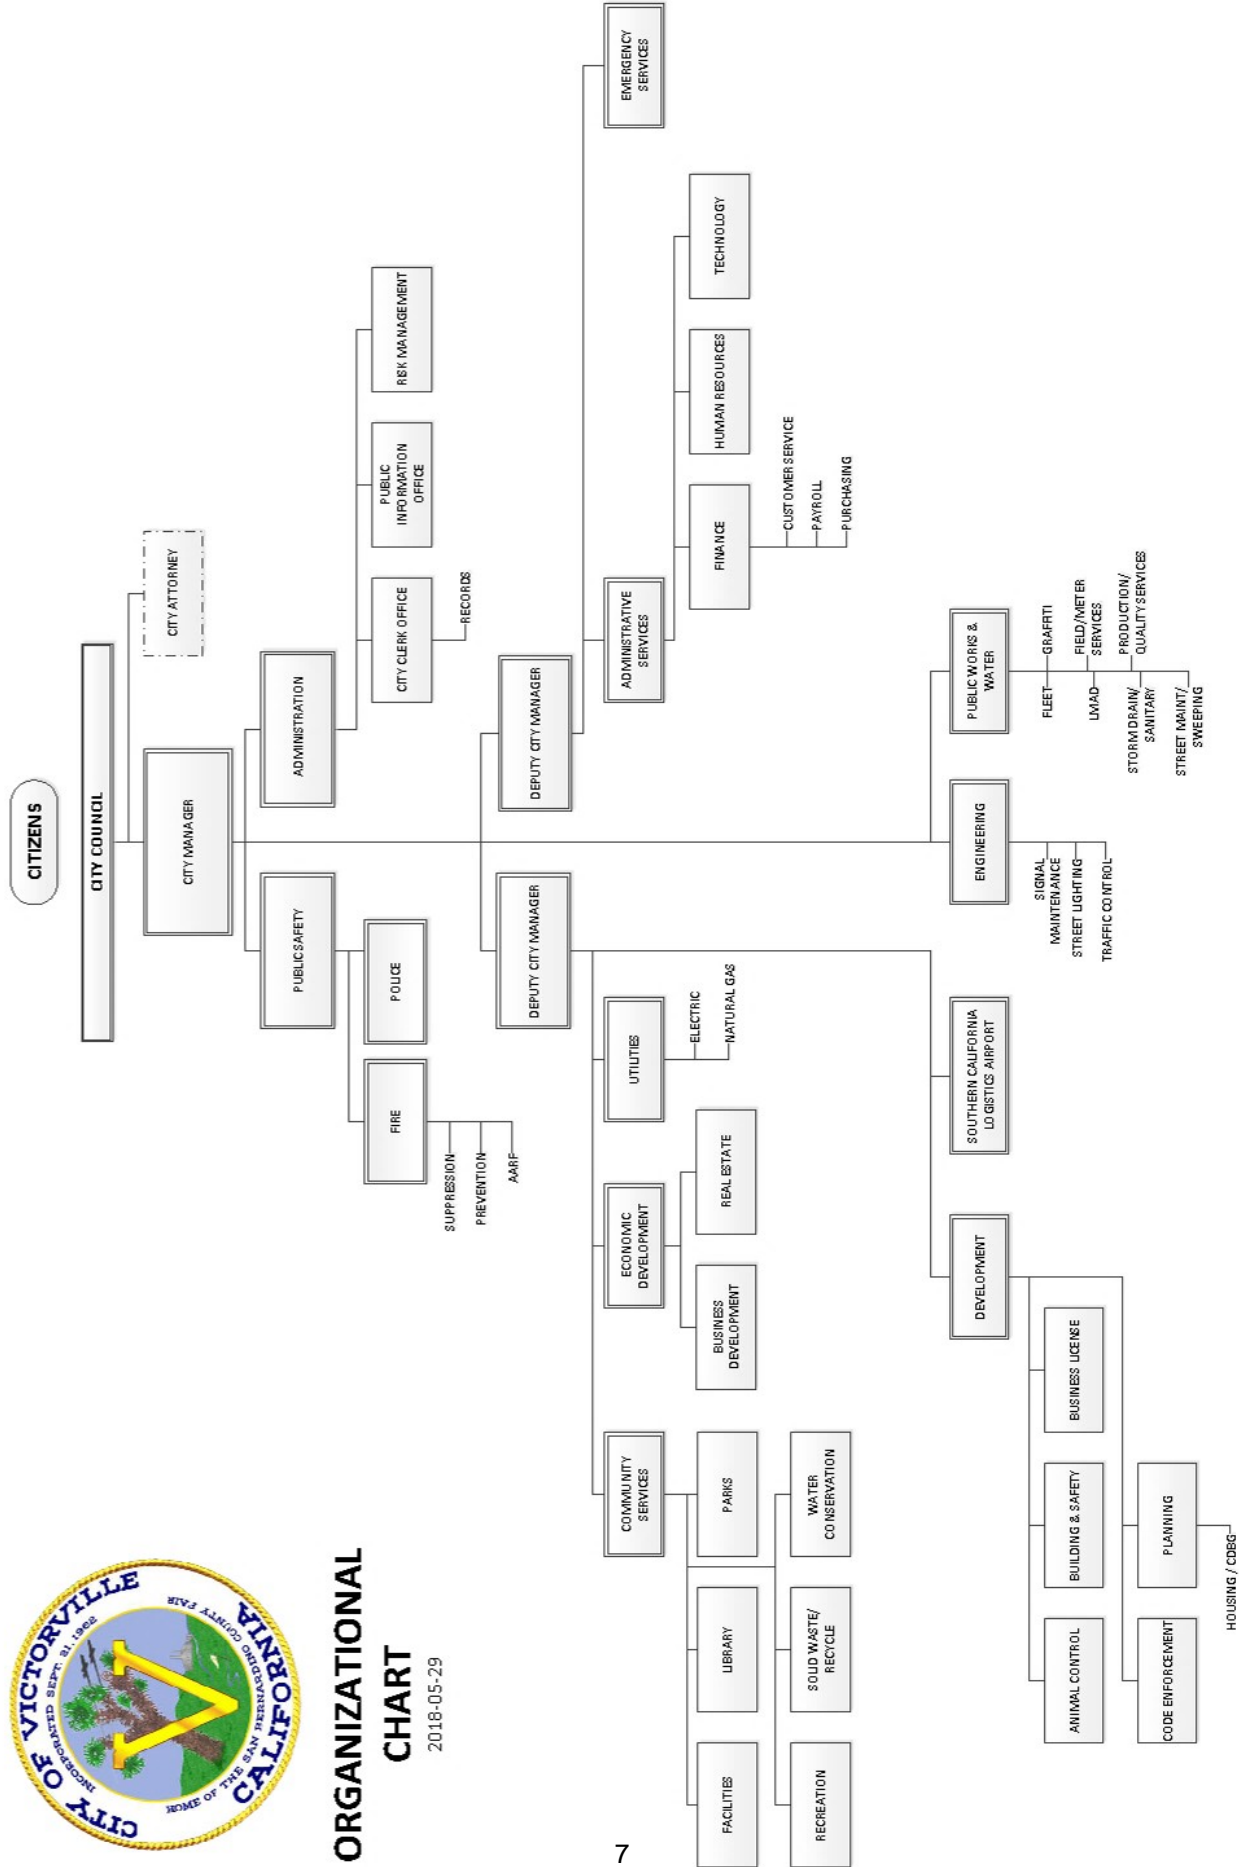 CITY OF VICTORVILLE
INCORPORATED SEPT. 21, 1962
V
HOME OF THE SAN BERNARDINO COUNTY FAIR
CALIFORNIA
ORGANIZATIONAL
CHART
2018-05-29
CITIZENS
CITY COUNCIL
CITY ATTORNEY
CITY MANAGER
PUBLIC SAFETY
ADMINISTRATION
FIRE
POLICE
SUPPRESSION
PREVENTION
AARF
CITY CLERK OFFICE
PUBLIC
INFORMATION
OFFICE
RISK MANAGEMENT
RECORDS
DEPUTY CITY MANAGER
DEPUTY CITY MANAGER
COMMUNITY
SERVICES
ECONOMIC
DEVELOPMENT
UTILITIES
ADMINISTRATIVE
SERVICES
EMERGENCY
SERVICES
FACILITIES
LIBRARY
PARKS
RECREATION
SOLID WASTE/
RECYCLE
WATER
CONSERVATION
BUSINESS
DEVELOPMENT
REAL ESTATE
ELECTRIC
NATURAL GAS
FINANCE
HUMAN RESOURCES
TECHNOLOGY
CUSTOMER SERVICE
PAYROLL
PURCHASING
DEVELOPMENT
SOUTHERN CALIFORNIA
LOGISTICS AIRPORT
ENGINEERING
PUBLIC WORKS &
WATER
ANIMAL CONTROL
BUILDING & SAFETY
BUSINESS LICENSE
CODE ENFORCEMENT
PLANNING
HOUSING / CDBG
SIGNAL
MAINTENANCE
STREET LIGHTING
TRAFFIC CONTROL
FLEET
GRAFITI
LMAD
FIELD/METER
SERVICES
STORM DRAIN/
SANITARY
PRODUCTION/
QUALITY SERVICES
STREET MAINT/
SWEEPING
7